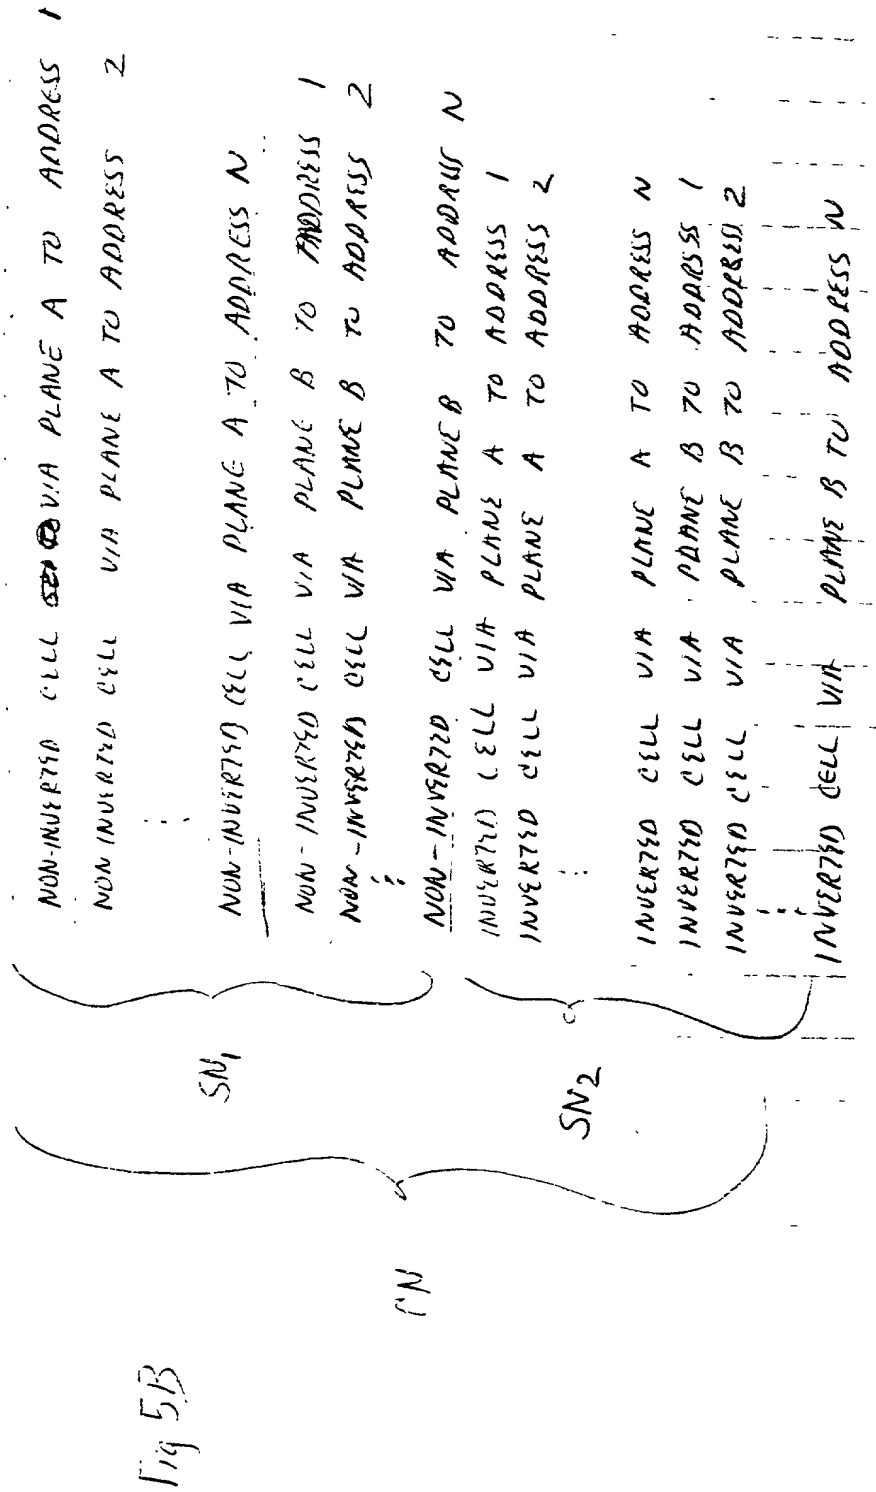 NON-INVERTED CELL VIA PLANE A TO ADDRESS 1
NON INVERTED CELL VIA PLANE A TO ADDRESS 2
⋮
NON-INVERTED CELL VIA PLANE A TO ADDRESS N
NON-INVERTED CELL VIA PLANE B TO ADDRESS 1
NON-INVERTED CELL VIA PLANE B TO ADDRESS 2
⋮
NON-INVERTED CELL VIA PLANE B TO ADDRESS N
INVERTED CELL VIA PLANE A TO ADDRESS 1
INVERTED CELL VIA PLANE A TO ADDRESS 2
⋮
INVERTED CELL VIA PLANE A TO ADDRESS N
INVERTED CELL VIA PLANE B TO ADDRESS 1
INVERTED CELL VIA PLANE B TO ADDRESS 2
⋮
INVERTED CELL VIA PLANE B TO ADDRESS N
SN1
SN2
CN
Fig 5B